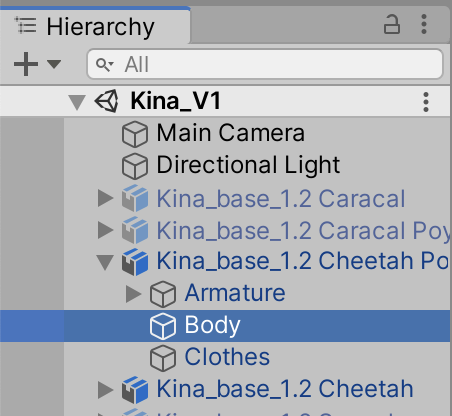 Hierarchy
All
Kina_V1
Main Camera
Directional Light
Kina_base_1.2 Caracal
Kina_base_1.2 Caracal Poy
Kina_base_1.2 Cheetah Po
Armature
Body
Clothes
Kina_base_1.2 Cheetah